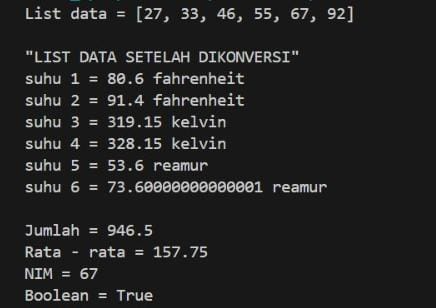 List data = [27, 33, 46, 55, 67, 92]
"LIST DATA SETELAH DIKONVERSI"
suhu 1 = 80.6 fahrenheit
suhu 2 = 91.4 fahrenheit
suhu 3 = 319.15 kelvin
suhu 4 = 328.15 kelvin
suhu 5 = 53.6 reamur
suhu 6 = 73.60000000000001 reamur
Jumlah = 946.5
Rata - rata = 157.75
NIM = 67
Boolean = True